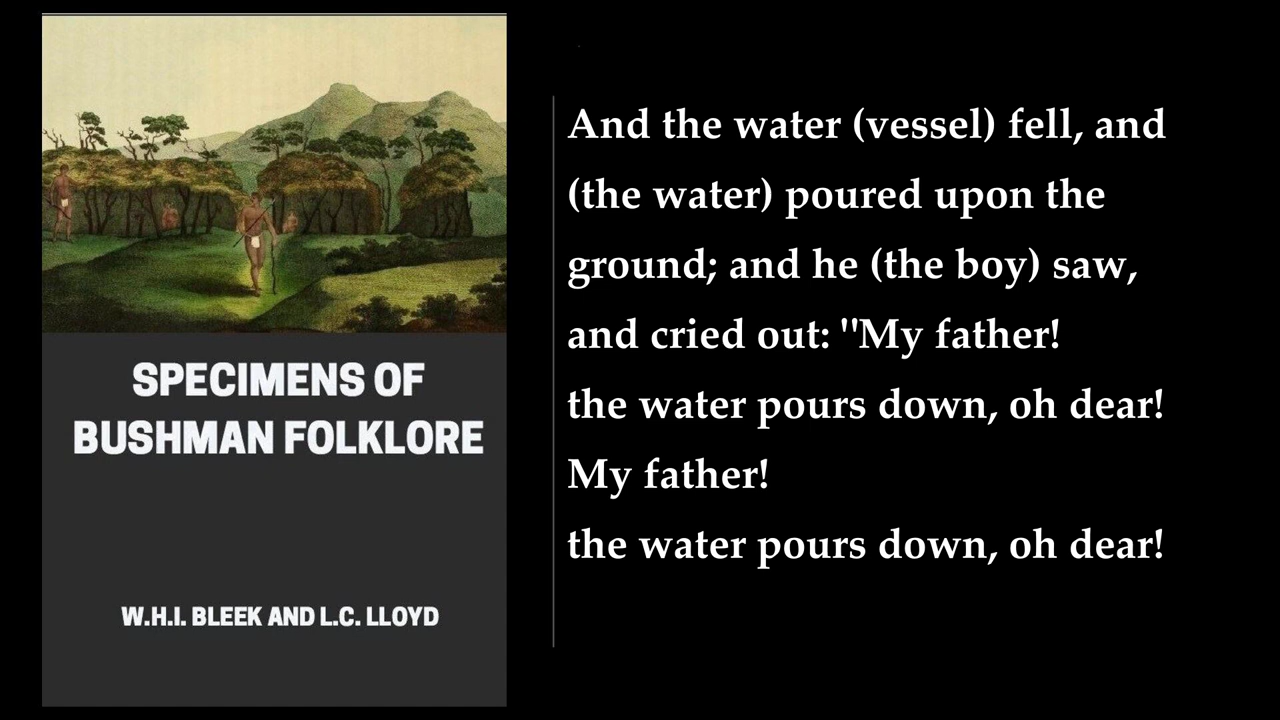 SPECIMENS OF
BUSHMAN FOLKLORE
W.H.I. BLEEK AND L.C. LLOYD
And the water (vessel) fell, and
(the water) poured upon the
ground; and he (the boy) saw,
and cried out: "My father!
the water pours down, oh dear!
My father!
the water pours down, oh dear!